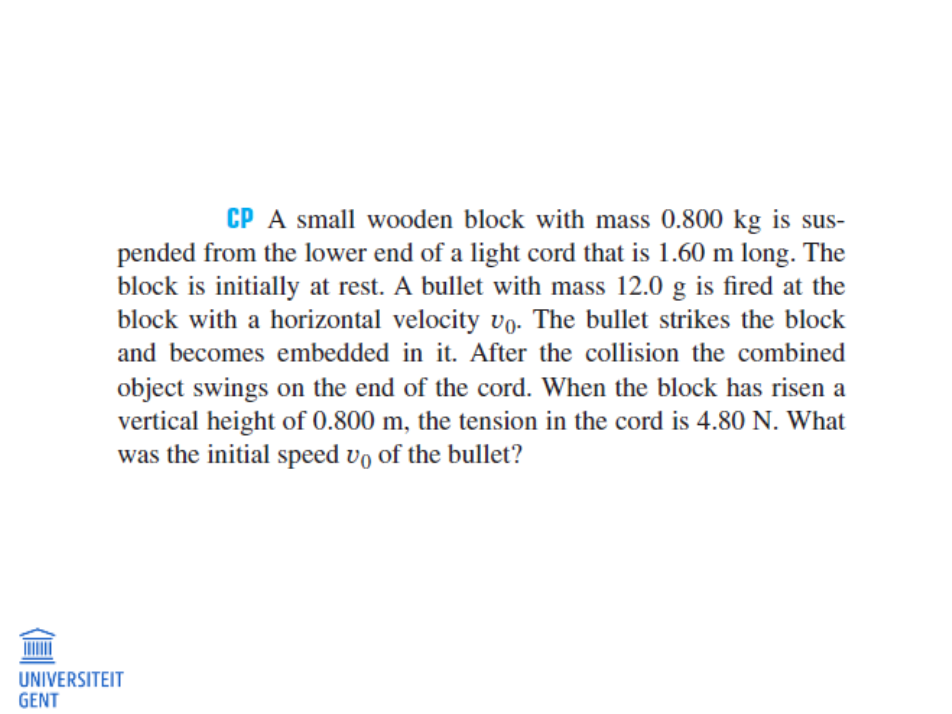 CP A small wooden block with mass 0.800 kg is sus-
pended from the lower end of a light cord that is 1.60 m long. The
block is initially at rest. A bullet with mass 12.0 g is fired at the
block with a horizontal velocity v₀. The bullet strikes the block
and becomes embedded in it. After the collision the combined
object swings on the end of the cord. When the block has risen a
vertical height of 0.800 m, the tension in the cord is 4.80 N. What
was the initial speed v₀ of the bullet?
UNIVERSITEIT
GENT